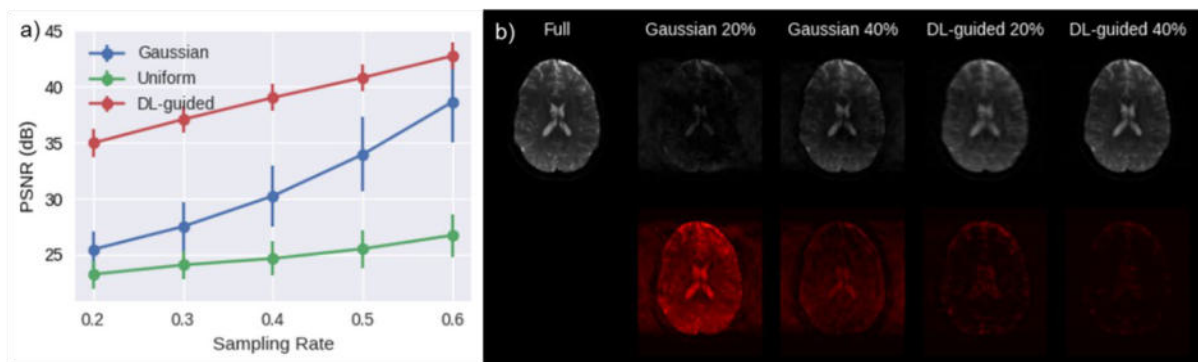 a)
45
40
35
30
25
PSNR (dB)
Gaussian
Uniform
DL-guided
0.2 0.3 0.4 0.5 0.6
Sampling Rate
b)
Full Gaussian 20% Gaussian 40% DL-guided 20% DL-guided 40%